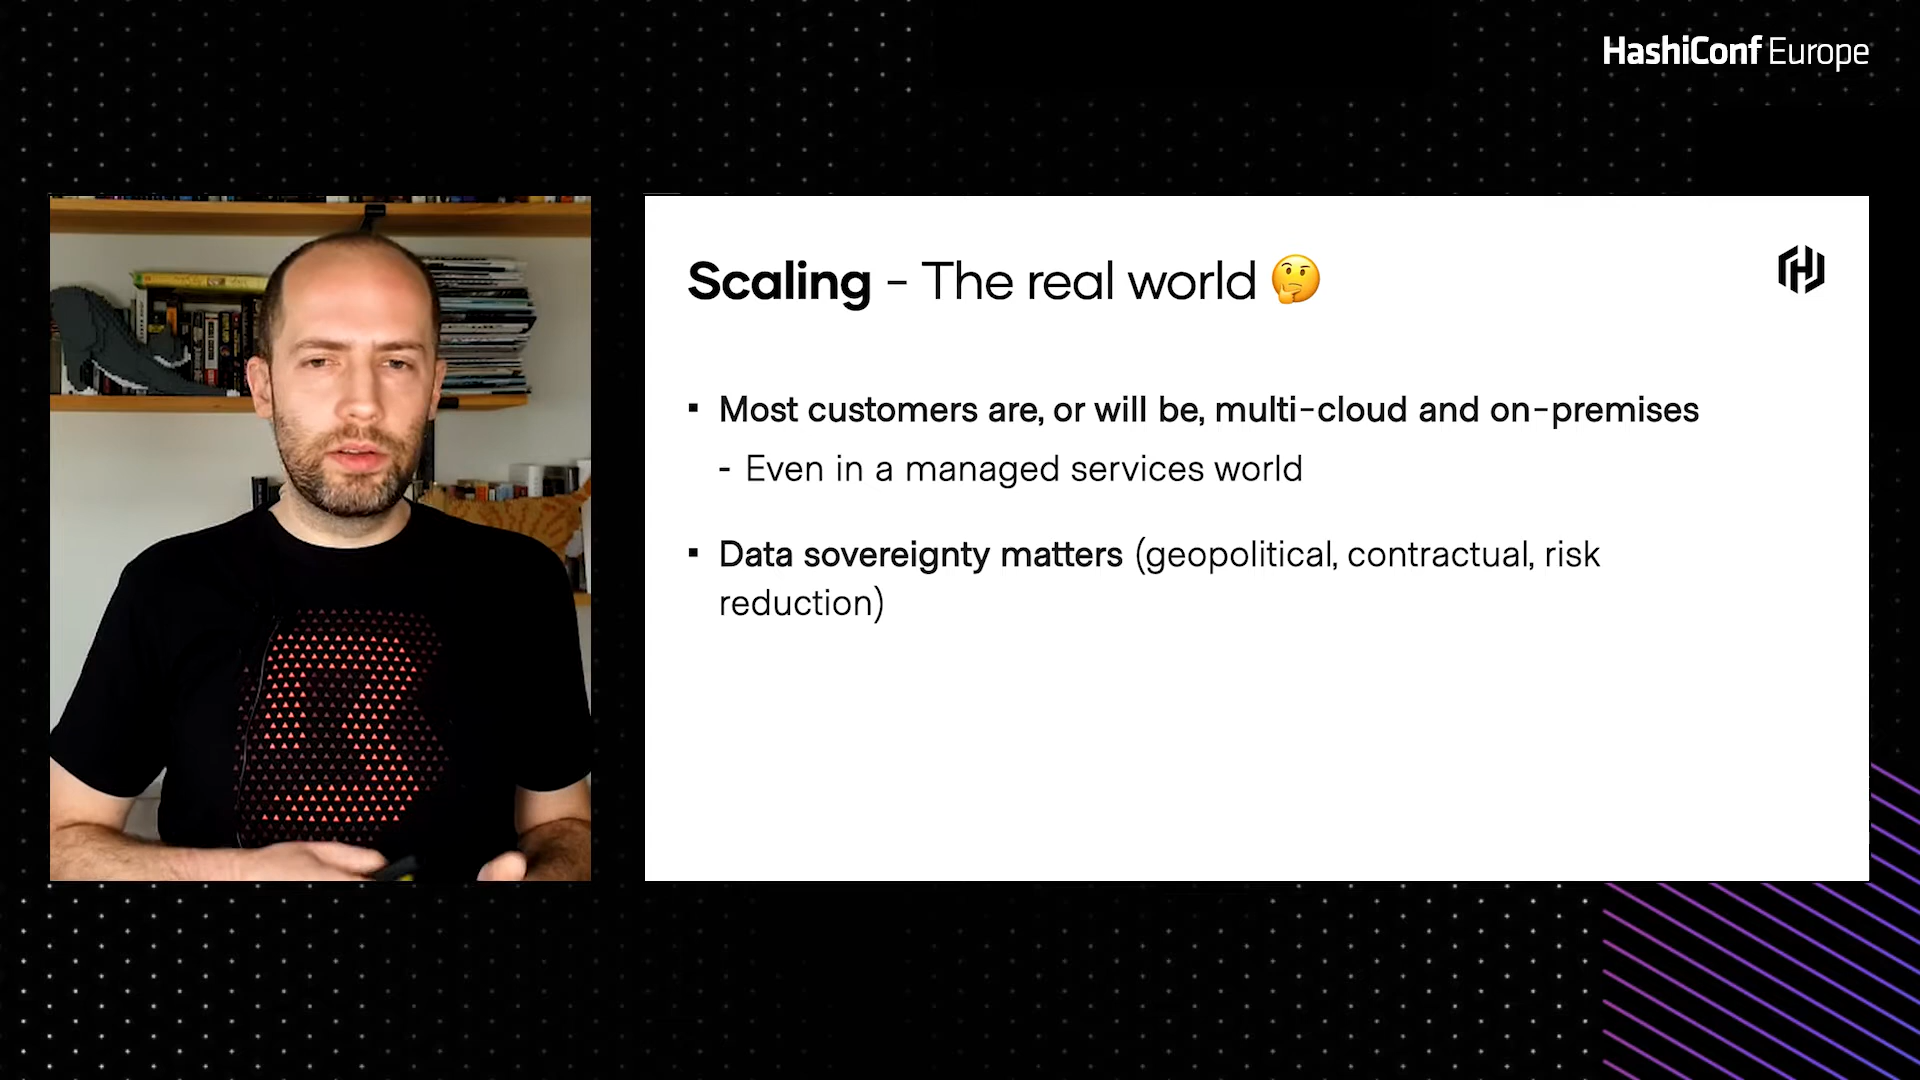 HashiConf Europe
Scaling - The real world 🤔
▪ Most customers are, or will be, multi-cloud and on-premises
- Even in a managed services world
▪ Data sovereignty matters (geopolitical, contractual, risk
reduction)